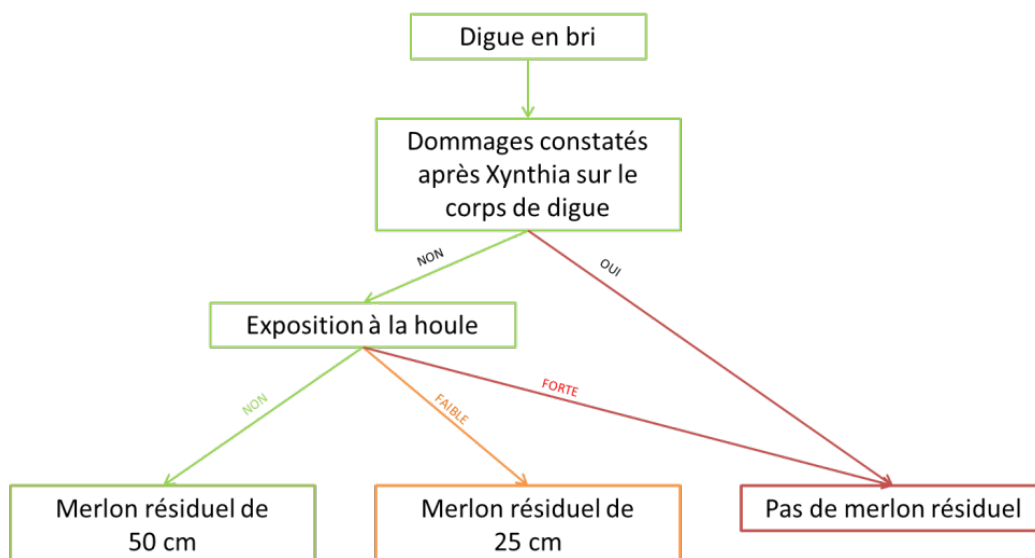 Digue en bri
Dommages constatés
après Xynthia sur le
corps de digue
NON
OUI
Exposition à la houle
NON
FAIBLE
FORTE
Merlon résiduel de
50 cm
Merlon résiduel de
25 cm
Pas de merlon résiduel